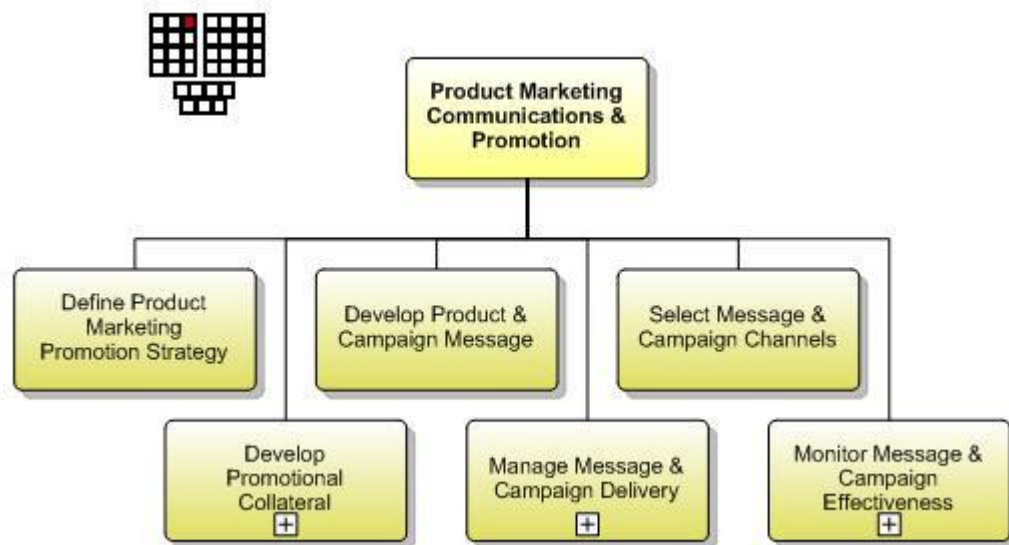 Product Marketing
Communications &
Promotion
Define Product
Marketing
Promotion Strategy
Develop Product &
Campaign Message
Select Message &
Campaign Channels
Develop
Promotional
Collateral
Manage Message &
Campaign Delivery
Monitor Message &
Campaign
Effectiveness